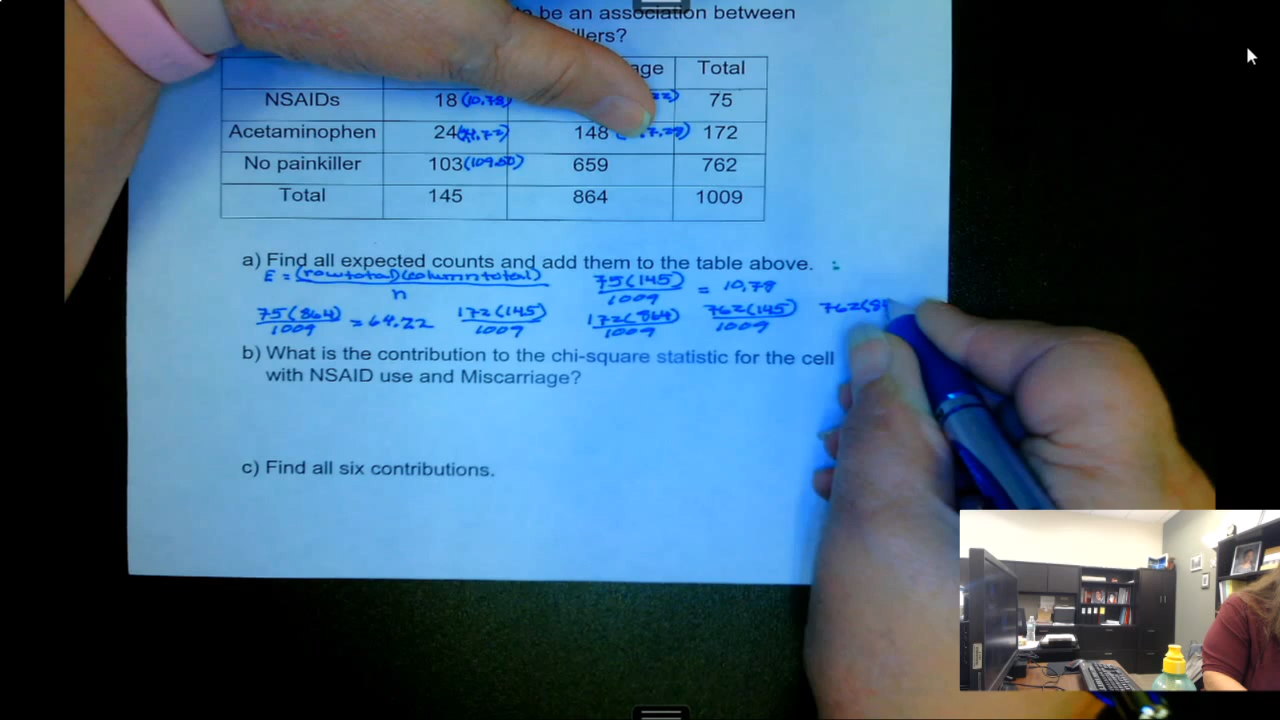 to be an association between
illers?
age Total
NSAIDs 18 (10.78) 75
Acetaminophen 24 148 172
No painkiller 103 (109.50) 659 762
Total 145 864 1009
a) Find all expected counts and add them to the table above. :
E = (row total)(column total) / n 75(145) / 1009 = 10.78
75(864) / 1009 = 64.22 172(145) / 1009 172(864) / 1009 762(145) / 1009 762(8
b) What is the contribution to the chi-square statistic for the cell
with NSAID use and Miscarriage?
c) Find all six contributions.